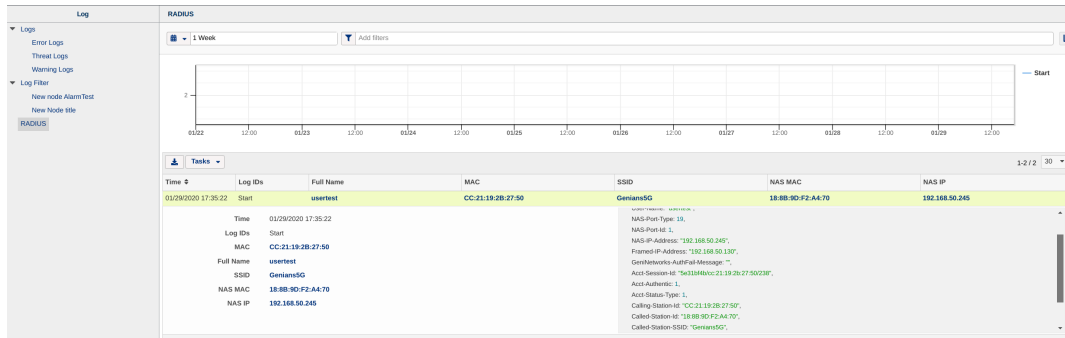 Log
RADIUS
Logs
Error Logs
Threat Logs
Warning Logs
Log Filter
New node AlarmTest
New Node title
RADIUS
1 Week
Add filters
Start
2
01/22 12:00 01/23 12:00 01/24 12:00 01/25 12:00 01/26 12:00 01/27 12:00 01/28 12:00 01/29 12:00
Tasks
1-2 / 2 30
Time Log IDs Full Name MAC SSID NAS MAC NAS IP
01/29/2020 17:35:22 Start usertest CC:21:19:2B:27:50 Genians5G 18:8B:9D:F2:A4:70 192.168.50.245
Time 01/29/2020 17:35:22
Log IDs Start
MAC CC:21:19:2B:27:50
Full Name usertest
SSID Genians5G
NAS MAC 18:8B:9D:F2:A4:70
NAS IP 192.168.50.245
User-Name: "usertest",
NAS-Port-Type: 19,
NAS-Port-Id: 1,
NAS-IP-Address: "192.168.50.245",
Framed-IP-Address: "192.168.50.130",
GeniNetworks-AuthFail-Message: "",
Acct-Session-Id: "5e31bf4b/cc:21:19:2b:27:50/238",
Acct-Authentic: 1,
Acct-Status-Type: 1,
Calling-Station-Id: "CC:21:19:2B:27:50",
Called-Station-Id: "18:8B:9D:F2:A4:70",
Called-Station-SSID: "Genians5G",